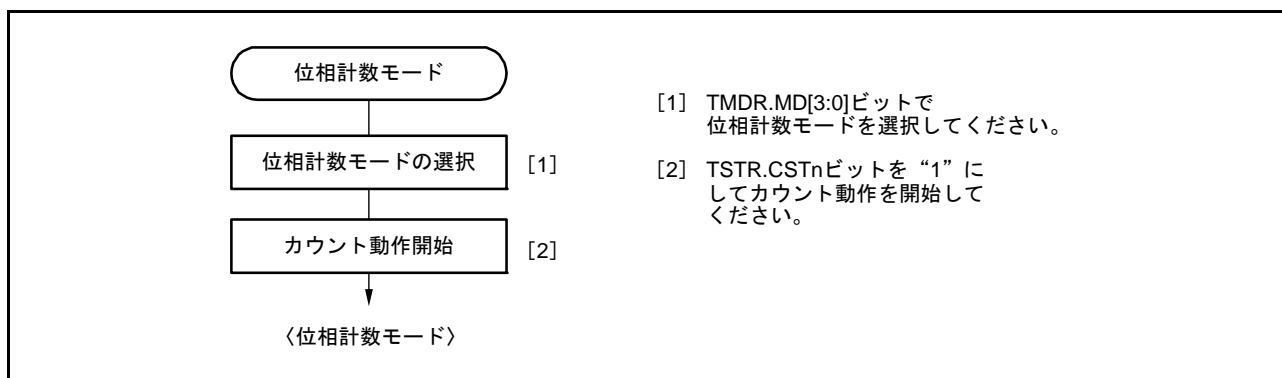 位相計数モード
位相計数モードの選択 [1]
カウント動作開始 [2]
〈位相計数モード〉
[1] TMDR.MD[3:0]ビットで
位相計数モードを選択してください。
[2] TSTR.CSTnビットを“1”に
してカウント動作を開始して
ください。